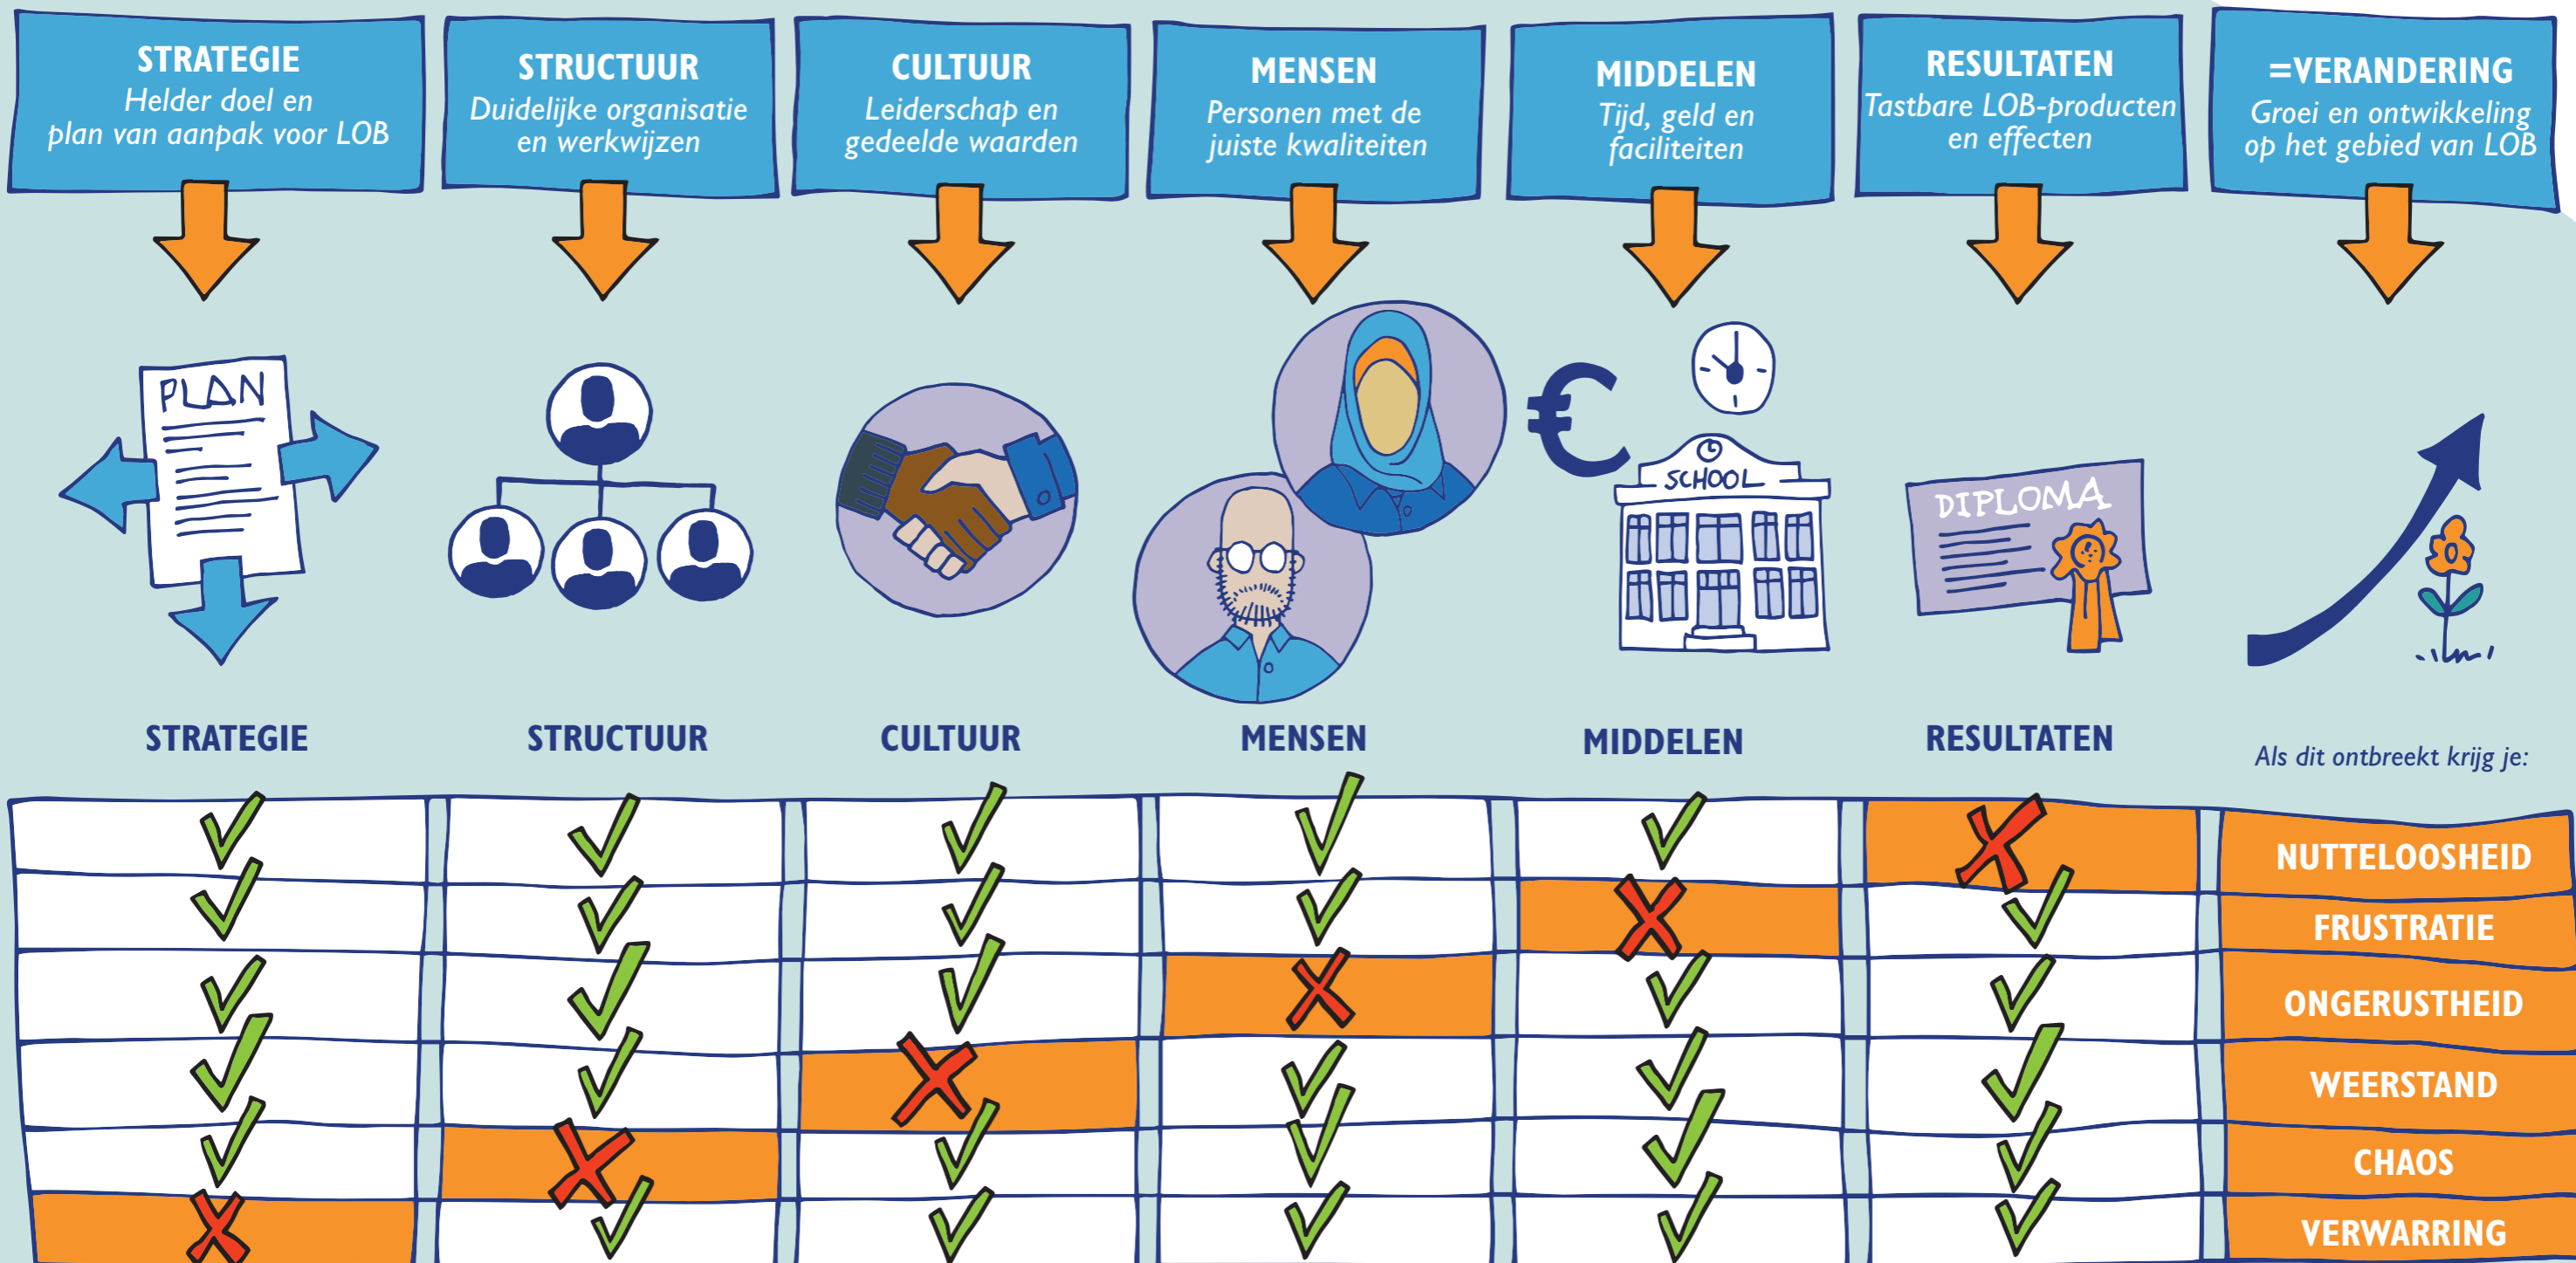 STRATEGIE
Helder doel en
plan van aanpak voor LOB
STRUCTUUR
Duidelijke organisatie
en werkwijzen
CULTUUR
Leiderschap en
gedeelde waarden
MENSEN
Personen met de
juiste kwaliteiten
MIDDELEN
Tijd, geld en
faciliteiten
RESULTATEN
Tastbare LOB-producten
en effecten
=VERANDERING
Groei en ontwikkeling
op het gebied van LOB
PLAN
€
SCHOOL
DIPLOMA
STRATEGIE
STRUCTUUR
CULTUUR
MENSEN
MIDDELEN
RESULTATEN
Als dit ontbreekt krijg je:
NUTTELOOSHEID
FRUSTRATIE
ONGERUSTHEID
WEERSTAND
CHAOS
VERWARRING